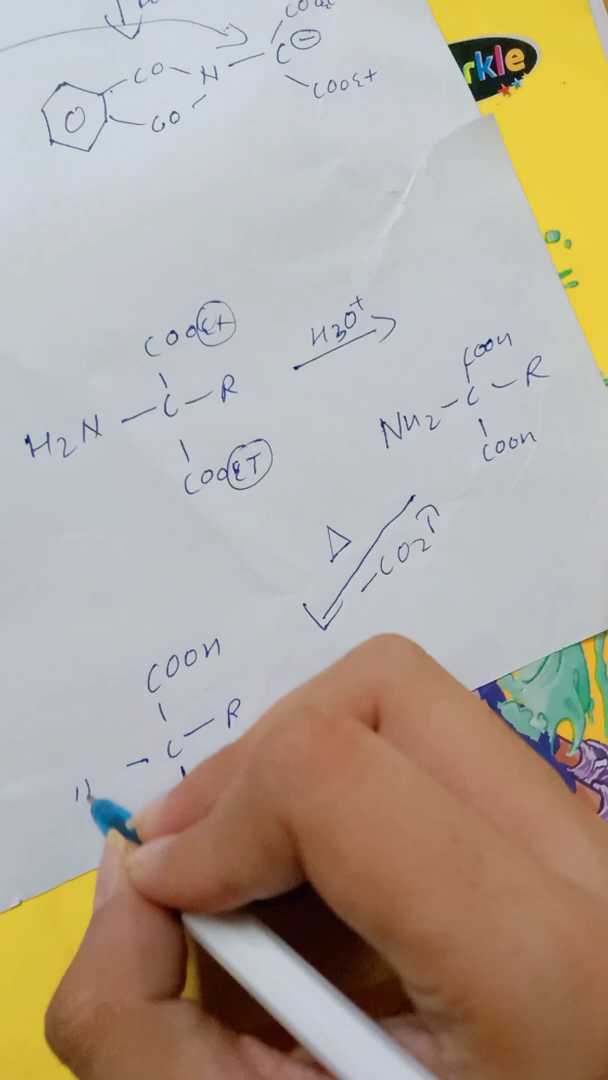 COOEt
CO N C ⊖
CO COOEt
rkle
COOEt
H2N — C — R
COOET
H3O+
COOH
NH2 — C — R
COOH
Δ
-CO2↑
COOH
— C — R
H